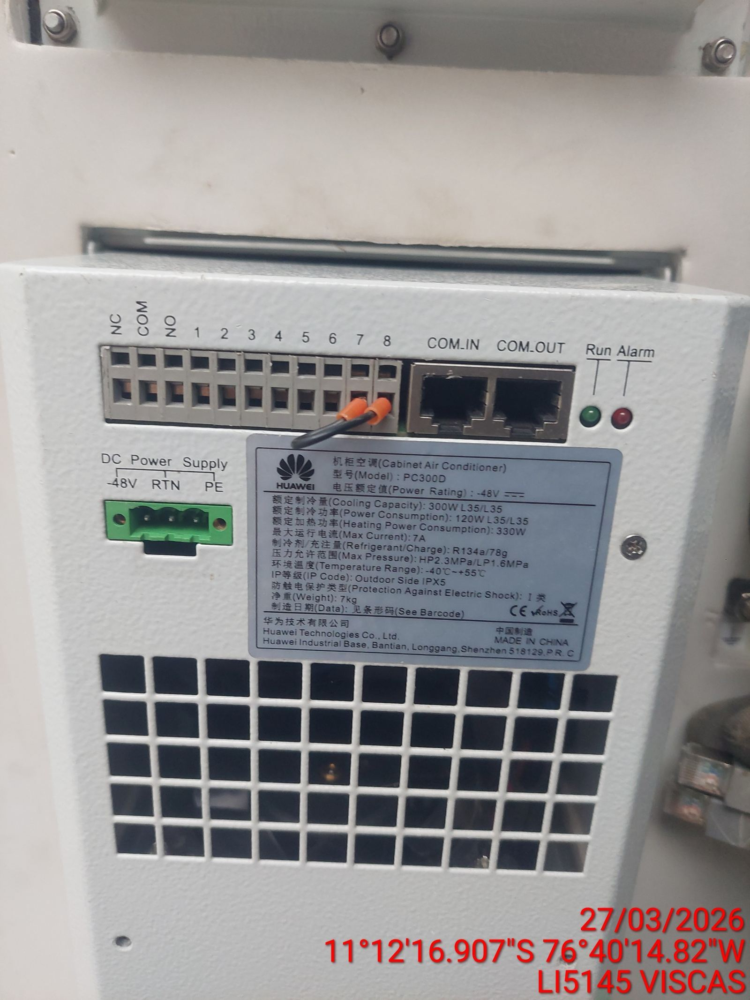 NC COM NO 1 2 3 4 5 6 7 8 COM_IN COM_OUT Run Alarm
DC Power Supply
-48V RTN PE
HUAWEI
机柜空调(Cabinet Air Conditioner)
型号(Model) : PC300D
电压额定值(Power Rating) : -48V ⎓
额定制冷量(Cooling Capacity): 300W L35/L35
额定制冷功率(Power Consumption): 120W L35/L35
额定加热功率(Heating Power Consumption): 330W
最大运行电流(Max Current): 7A
制冷剂/充注量(Refrigerant/Charge): R134a/78g
压力允许范围(Max Pressure): HP2.3MPa/LP1.6MPa
环境温度(Temperature Range): -40℃~+55℃
IP等级(IP Code): Outdoor Side IPX5
防触电保护类型(Protection Against Electric Shock): I 类
净重(Weight): 7kg
制造日期(Data): 见条形码(See Barcode)
CE RoHS
华为技术有限公司
中国制造
Huawei Technologies Co., Ltd.
MADE IN CHINA
Huawei Industrial Base, Bantian, Longgang,Shenzhen 518129,P.R. C
27/03/2026
11°12'16.907"S 76°40'14.82"W
LI5145 VISCAS